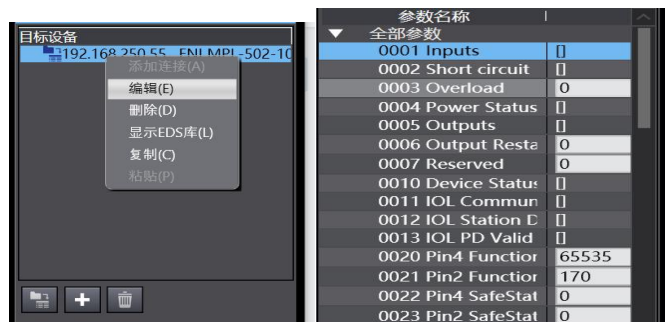 目标设备
192.168.250.55 ENI MPL-502-10
添加连接(A)
编辑(E)
删除(D)
显示EDS库(L)
复制(C)
粘贴(P)
参数名称
全部参数
0001 Inputs []
0002 Short circuit []
0003 Overload 0
0004 Power Status []
0005 Outputs []
0006 Output Resta 0
0007 Reserved 0
0010 Device Status []
0011 IOL Commun []
0012 IOL Station D []
0013 IOL PD Valid []
0020 Pin4 Function 65535
0021 Pin2 Function 170
0022 Pin4 SafeStat 0
0023 Pin2 SafeStat 0